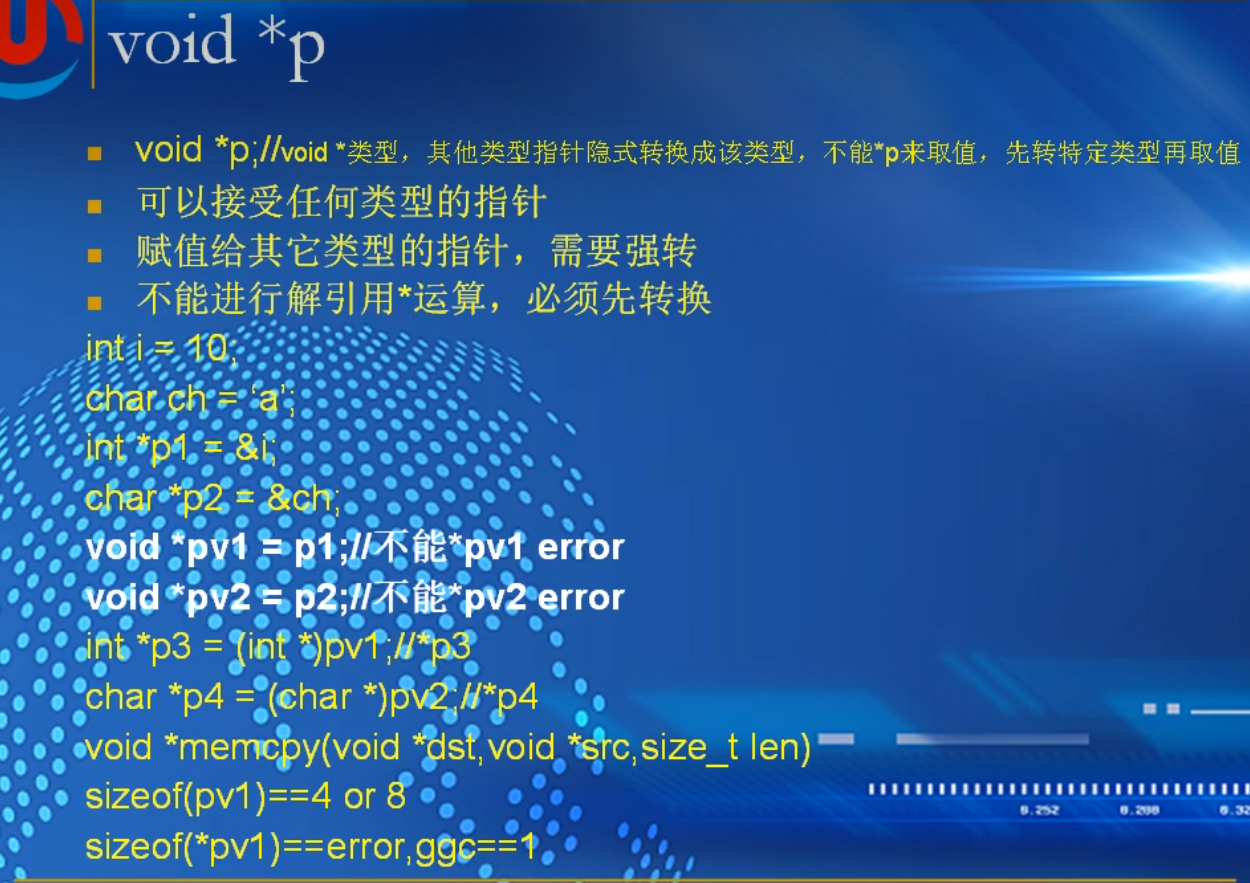 void *p
void *p;//void *类型，其他类型指针隐式转换成该类型，不能*p来取值，先转特定类型再取值
可以接受任何类型的指针
赋值给其它类型的指针，需要强转
不能进行解引用*运算，必须先转换
int i = 10;
char ch = ‘a’;
int *p1 = &i;
char *p2 = &ch;
void *pv1 = p1;//不能*pv1 error
void *pv2 = p2;//不能*pv2 error
int *p3 = (int *)pv1;//*p3
char *p4 = (char *)pv2;//*p4
void *memcpy(void *dst,void *src,size_t len)
sizeof(pv1)==4 or 8
0.252 0.288 0.32
sizeof(*pv1)==error,ggc==1